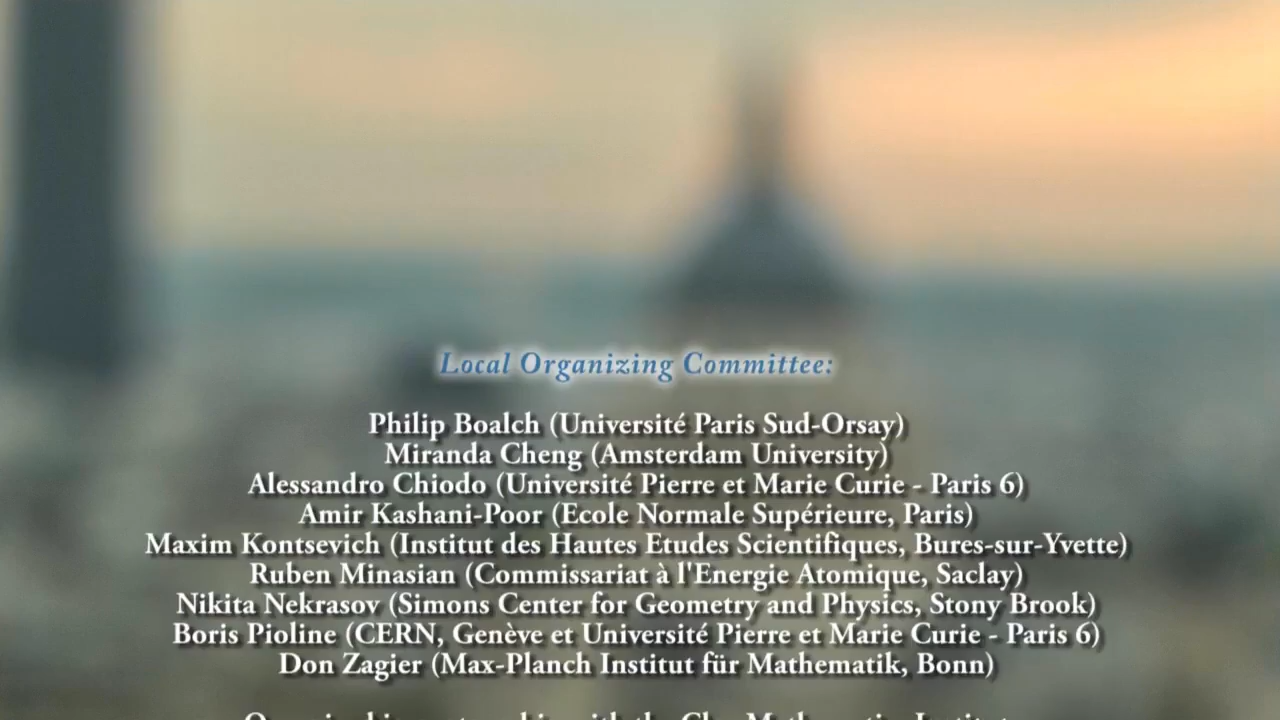 Local Organizing Committee:
Philip Boalch (Université Paris Sud-Orsay)
Miranda Cheng (Amsterdam University)
Alessandro Chiodo (Université Pierre et Marie Curie - Paris 6)
Amir Kashani-Poor (Ecole Normale Supérieure, Paris)
Maxim Kontsevich (Institut des Hautes Etudes Scientifiques, Bures-sur-Yvette)
Ruben Minasian (Commissariat à l'Energie Atomique, Saclay)
Nikita Nekrasov (Simons Center for Geometry and Physics, Stony Brook)
Boris Pioline (CERN, Genève et Université Pierre et Marie Curie - Paris 6)
Don Zagier (Max-Planch Institut für Mathematik, Bonn)